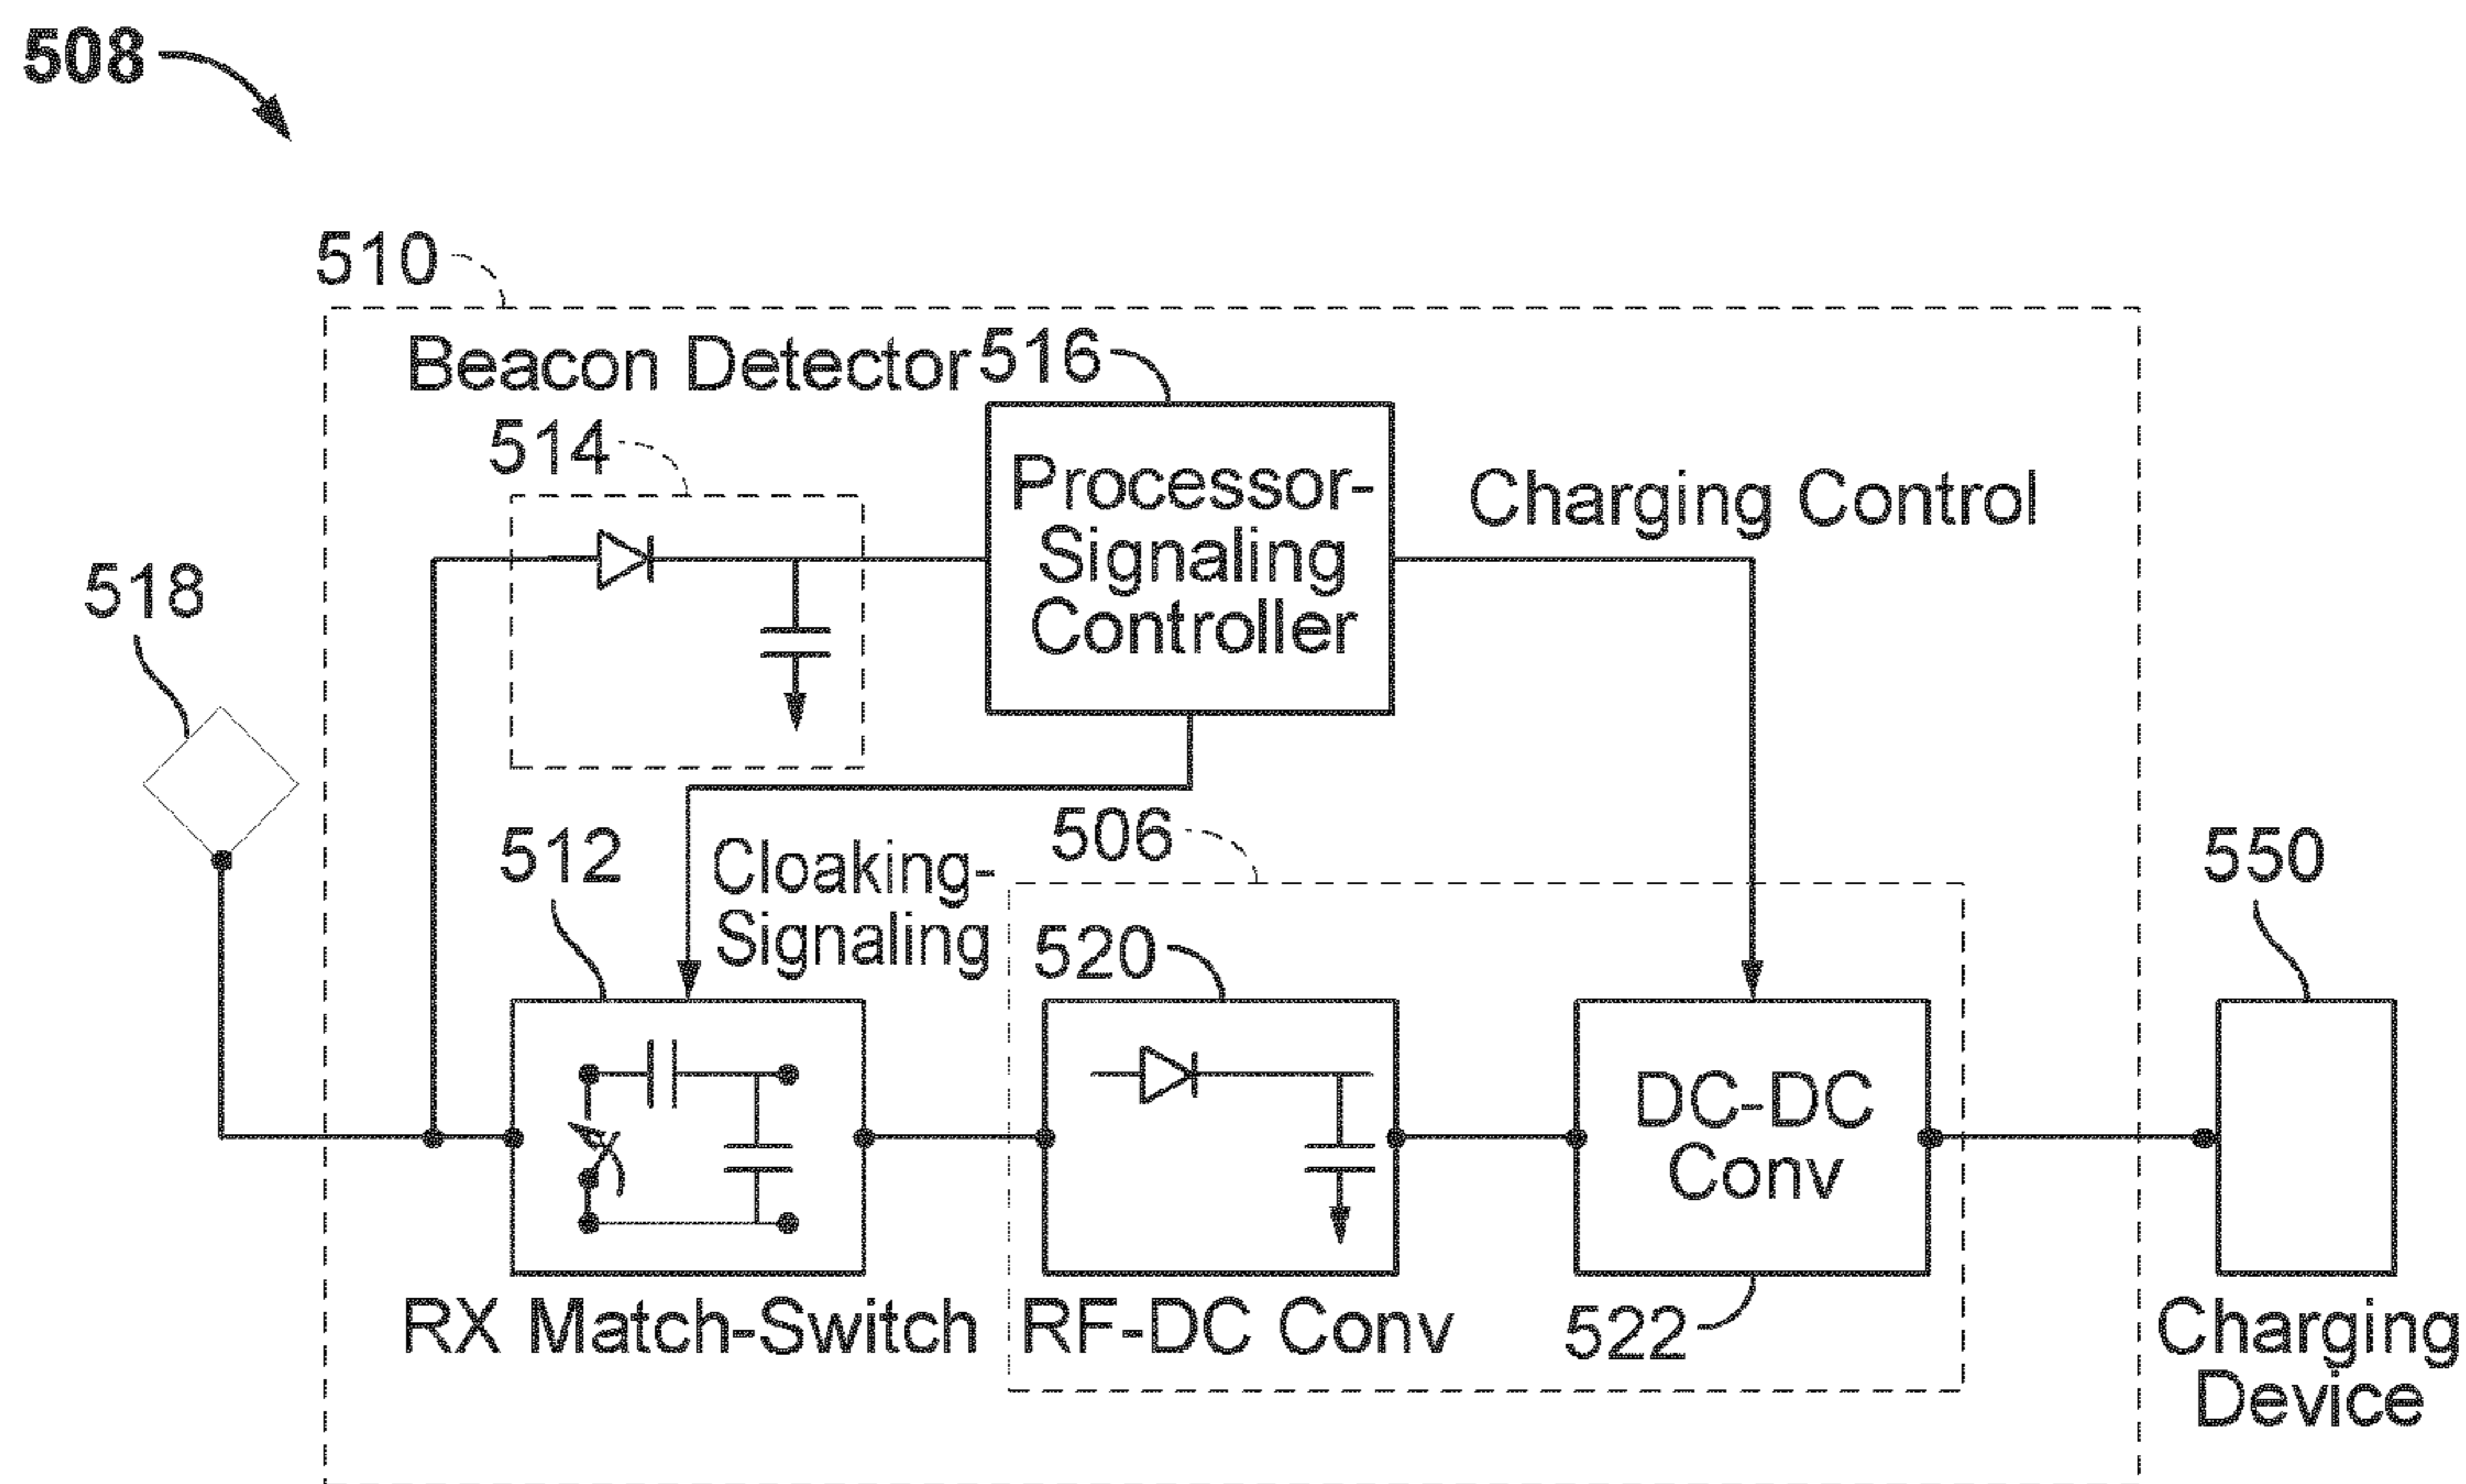 508
510
Beacon Detector
516
514
Processor-
Signaling
Controller
Charging Control
518
512
Cloaking-
Signaling
506
520
550
DC-DC
Conv
RX Match-Switch
RF-DC Conv
522
Charging
Device